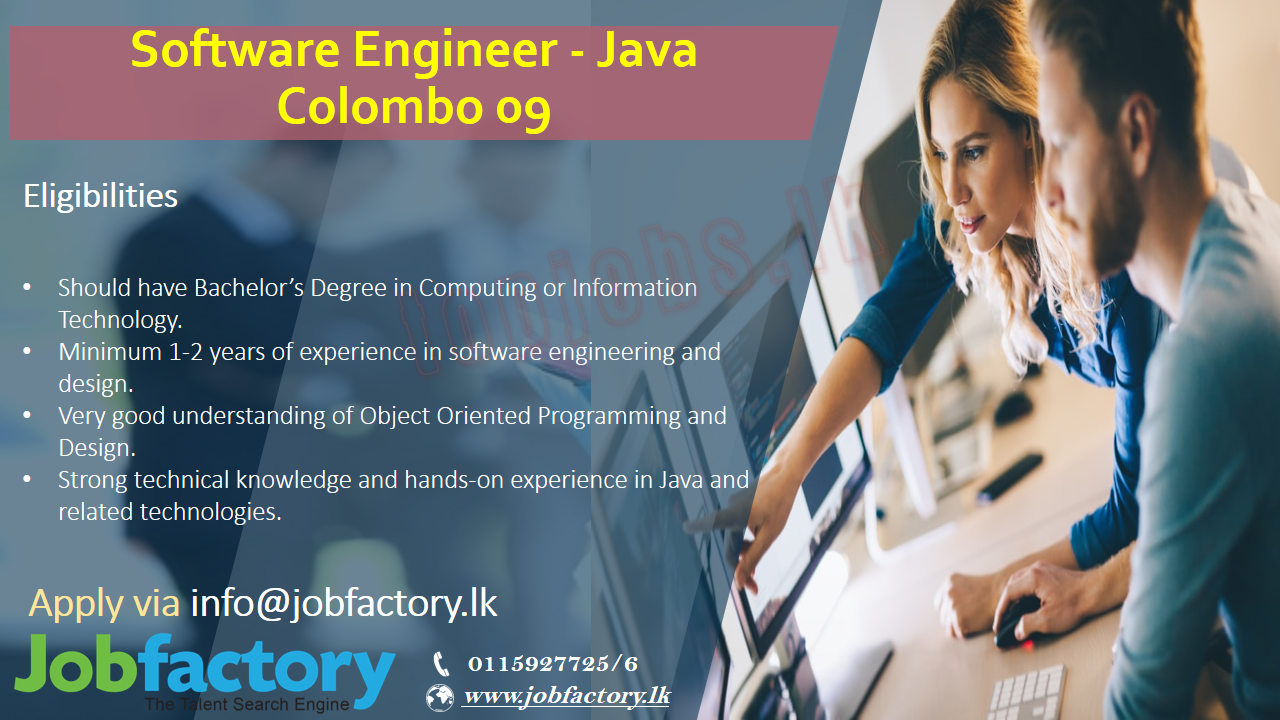 Software Engineer - Java
Colombo 09
Eligibilities
• Should have Bachelor’s Degree in Computing or Information
Technology.
• Minimum 1-2 years of experience in software engineering and
design.
• Very good understanding of Object Oriented Programming and
Design.
• Strong technical knowledge and hands-on experience in Java and
related technologies.
topjobs.lk
Apply via info@jobfactory.lk
Jobfactory
The Talent Search Engine
0115927725/6
www.jobfactory.lk